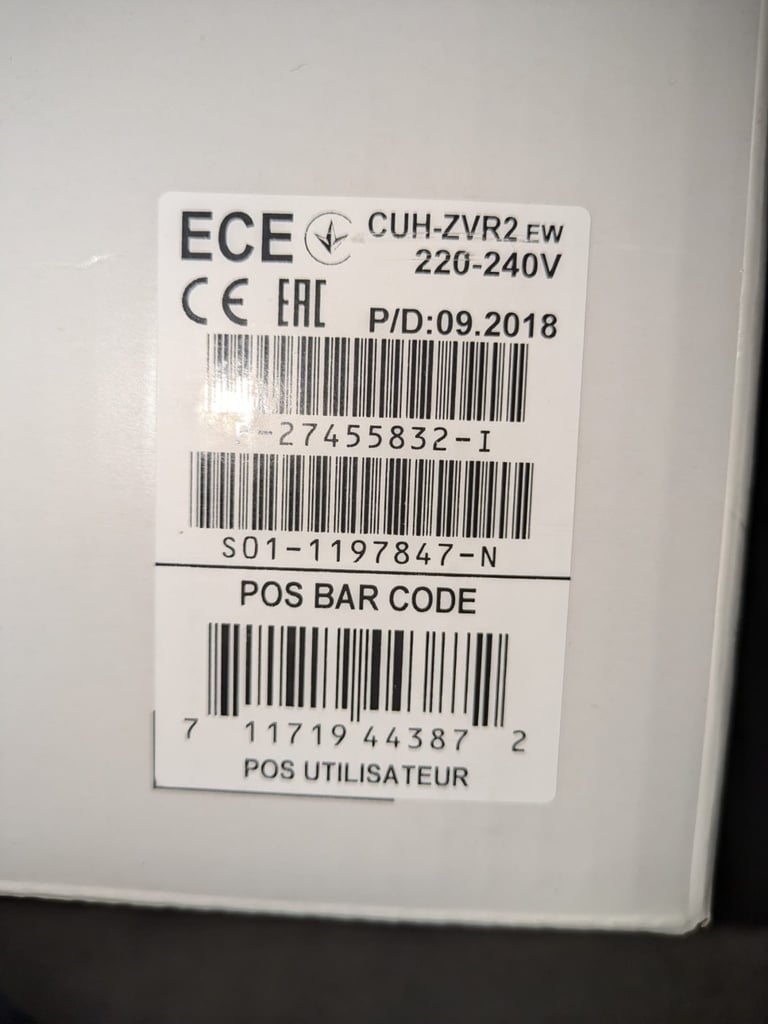 ECE CUH-ZVR2 EW
220-240V
CE EAC P/D:09.2018
-27455832-I
S01-1197847-N
POS BAR CODE
7 11719 44387 2
POS UTILISATEUR